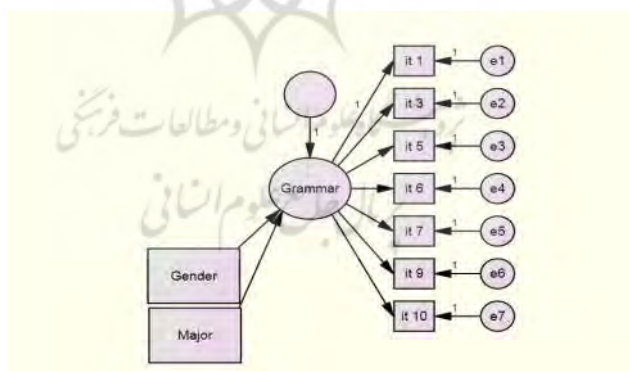 it 1
1
e1
1
it 3
1
e2
1
it 5
1
e3
Grammar
it 6
1
e4
it 7
1
e5
Gender
it 9
1
e6
Major
it 10
1
e7